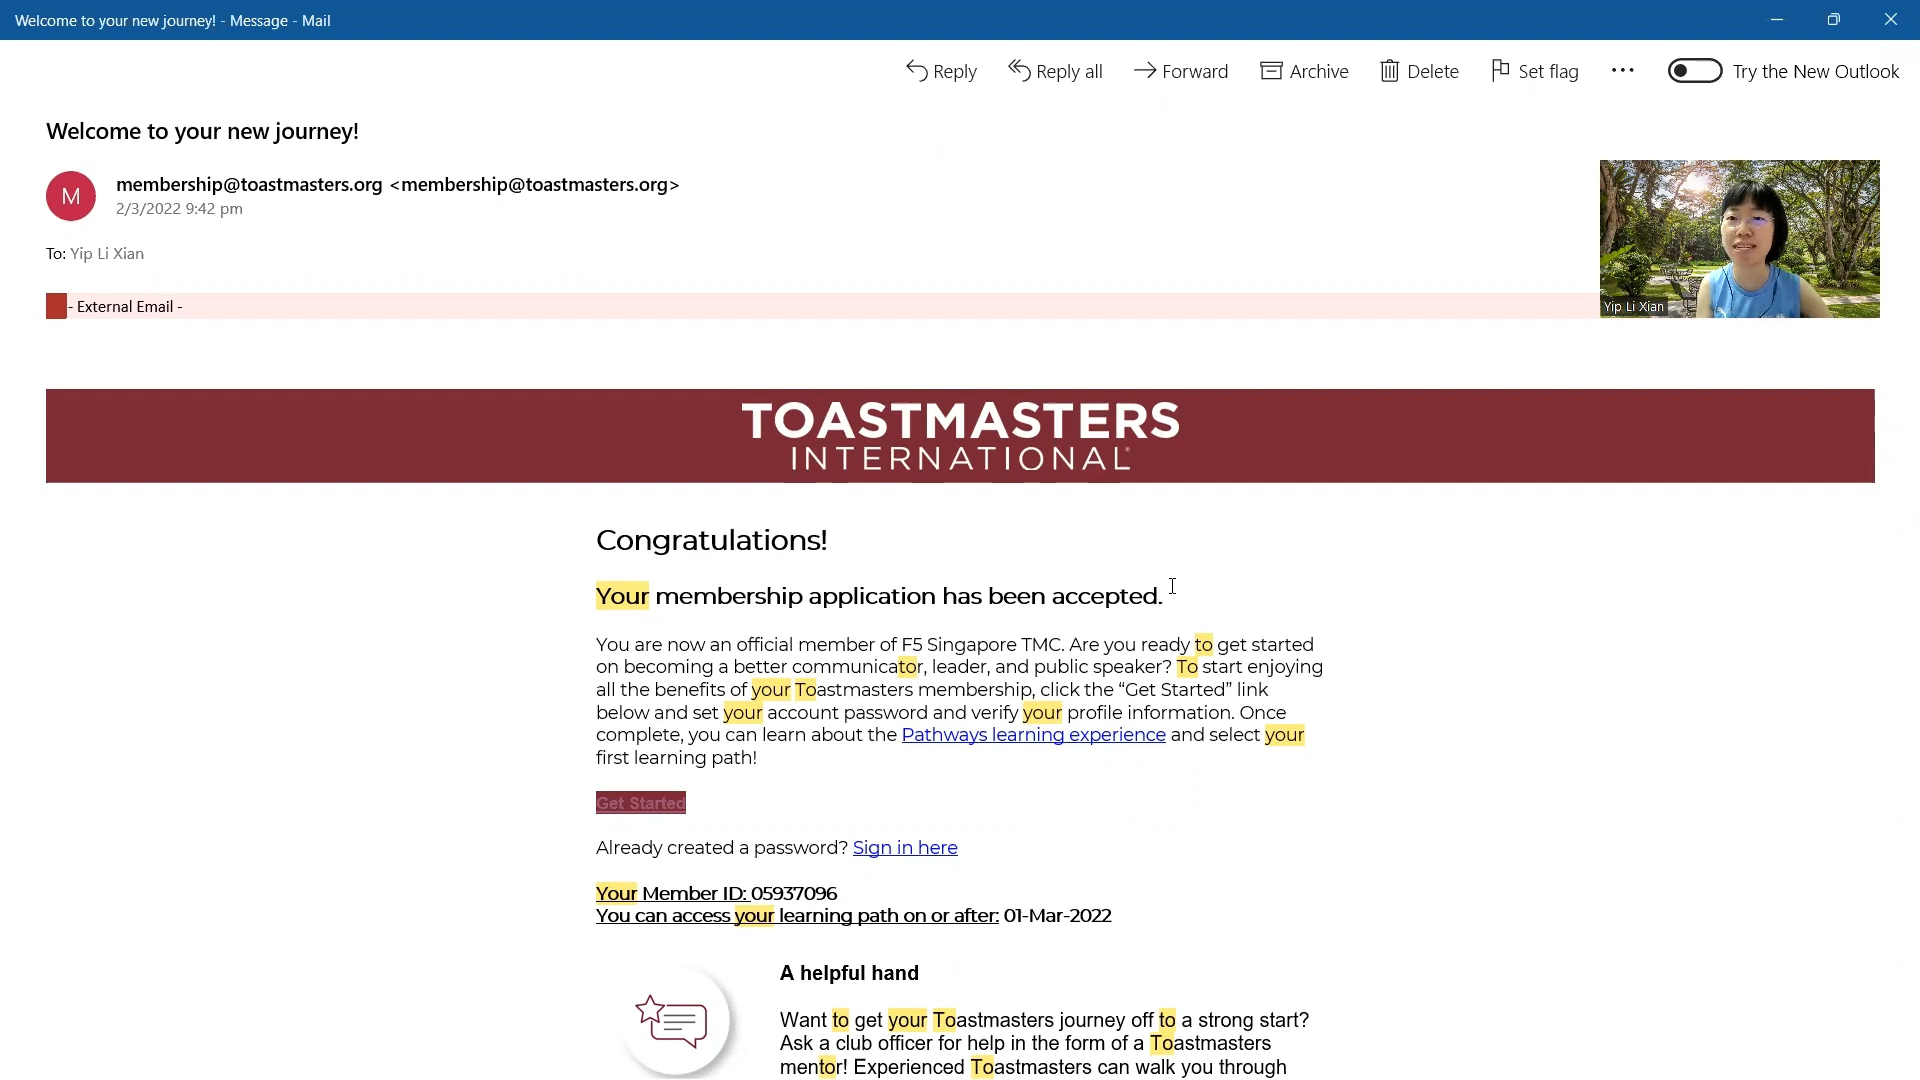 Welcome to your new journey! - Message - Mail
Reply
Reply all
Forward
Archive
Delete
Set flag
Try the New Outlook
Welcome to your new journey!
M
membership@toastmasters.org <membership@toastmasters.org>
2/3/2022 9:42 pm
To: Yip Li Xian
- External Email -
Yip Li Xian
TOASTMASTERS
INTERNATIONAL®
Congratulations!
Your membership application has been accepted.
You are now an official member of F5 Singapore TMC. Are you ready to get started
on becoming a better communicator, leader, and public speaker? To start enjoying
all the benefits of your Toastmasters membership, click the “Get Started” link
below and set your account password and verify your profile information. Once
complete, you can learn about the Pathways learning experience and select your
first learning path!
Get Started
Already created a password? Sign in here
Your Member ID: 05937096
You can access your learning path on or after: 01-Mar-2022
A helpful hand
Want to get your Toastmasters journey off to a strong start?
Ask a club officer for help in the form of a Toastmasters
mentor! Experienced Toastmasters can walk you through